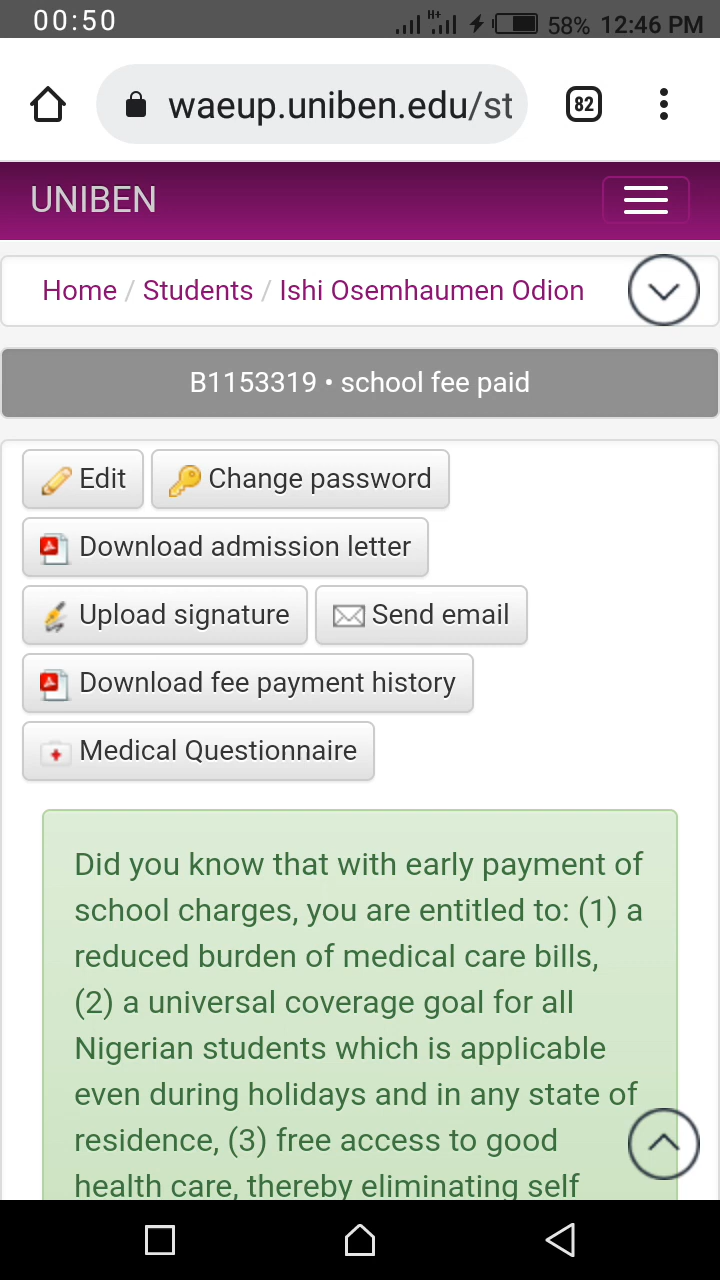 00:50 H+ 58% 12:46 PM
waeup.uniben.edu/st 82
UNIBEN
Home / Students / Ishi Osemhaumen Odion
B1153319 • school fee paid
Edit Change password
Download admission letter
Upload signature Send email
Download fee payment history
Medical Questionnaire
Did you know that with early payment of
school charges, you are entitled to: (1) a
reduced burden of medical care bills,
(2) a universal coverage goal for all
Nigerian students which is applicable
even during holidays and in any state of
residence, (3) free access to good
health care, thereby eliminating self